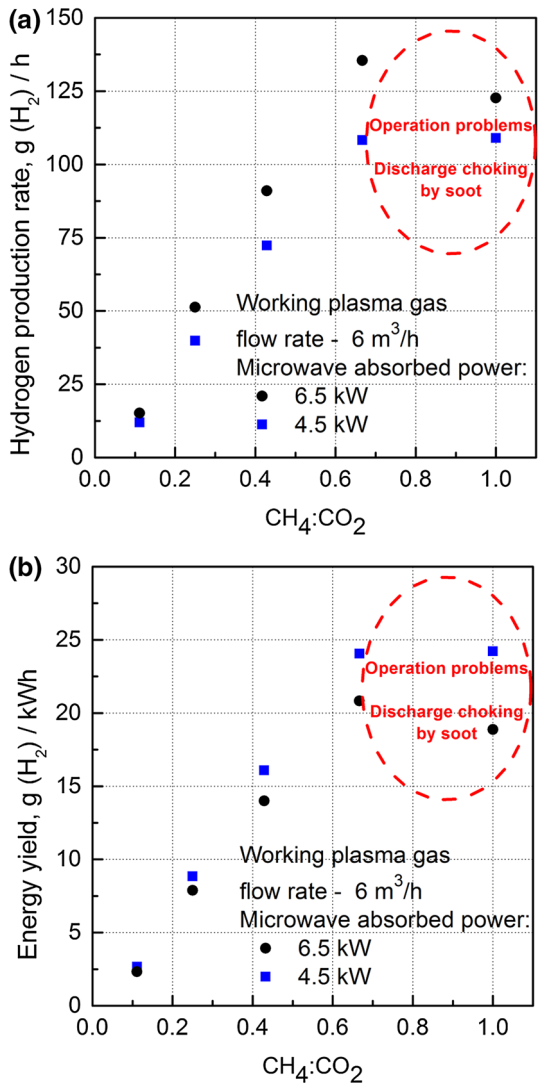 (a)
Hydrogen production rate, g (H2) / h
150
125
100
75
50
25
0
Operation problems
Discharge choking
by soot
Working plasma gas
flow rate - 6 m³/h
Microwave absorbed power:
6.5 kW
4.5 kW
0.0 0.2 0.4 0.6 0.8 1.0
CH4:CO2
(b)
Energy yield, g (H2) / kWh
30
25
20
15
10
5
0
Operation problems
Discharge choking
by soot
Working plasma gas
flow rate - 6 m³/h
Microwave absorbed power:
6.5 kW
4.5 kW
0.0 0.2 0.4 0.6 0.8 1.0
CH4:CO2